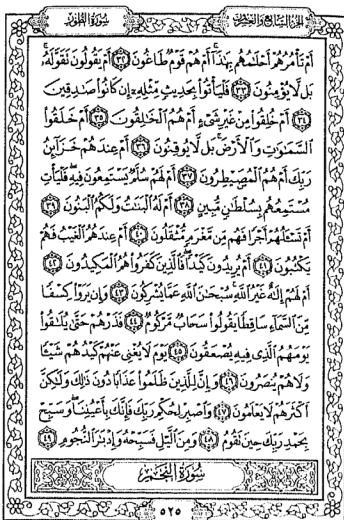 الجزء السابع والعشرون سورة الطور
أَمْ تَأْمُرُهُمْ أَحْلَٰمُهُم بِهَٰذَآ ۚ أَمْ هُمْ قَوْمٌ طَاغُونَ ٣٢ أَمْ يَقُولُونَ تَقَوَّلَهُۥ ۚ
بَل لَّا يُؤْمِنُونَ ٣٣ فَلْيَأْتُوا۟ بِحَدِيثٍ مِّثْلِهِۦٓ إِن كَانُوا۟ صَٰدِقِينَ
٣٤ أَمْ خُلِقُوا۟ مِنْ غَيْرِ شَىْءٍ أَمْ هُمُ ٱلْخَٰلِقُونَ ٣٥ أَمْ خَلَقُوا۟
ٱلسَّمَٰوَٰتِ وَٱلْأَرْضَ ۚ بَل لَّا يُوقِنُونَ ٣٦ أَمْ عِندَهُمْ خَزَآئِنُ
رَبِّكَ أَمْ هُمُ ٱلْمُصَۜيْطِرُونَ ٣٧ أَمْ لَهُمْ سُلَّمٌ يَسْتَمِعُونَ فِيهِ ۖ فَلْيَأْتِ
مُسْتَمِعُهُم بِسُلْطَٰنٍ مُّبِينٍ ٣٨ أَمْ لَهُ ٱلْبَنَٰتُ وَلَكُمُ ٱلْبَنُونَ ٣٩
أَمْ تَسْـَٔلُهُمْ أَجْرًا فَهُم مِّن مَّغْرَمٍ مُّثْقَلُونَ ٤٠ أَمْ عِندَهُمُ ٱلْغَيْبُ فَهُمْ
يَكْتُبُونَ ٤١ أَمْ يُرِيدُونَ كَيْدًا ۖ فَٱلَّذِينَ كَفَرُوا۟ هُمُ ٱلْمَكِيدُونَ ٤٢
أَمْ لَهُمْ إِلَٰهٌ غَيْرُ ٱللَّهِ ۚ سُبْحَٰنَ ٱللَّهِ عَمَّا يُشْرِكُونَ ٤٣ وَإِن يَرَوْا۟ كِسْفًا
مِّنَ ٱلسَّمَآءِ سَاقِطًا يَقُولُوا۟ سَحَابٌ مَّرْكُومٌ ٤٤ فَذَرْهُمْ حَتَّىٰ يُلَٰقُوا۟
يَوْمَهُمُ ٱلَّذِى فِيهِ يُصْعَقُونَ ٤٥ يَوْمَ لَا يُغْنِى عَنْهُمْ كَيْدُهُمْ شَيْـًٔا
وَلَا هُمْ يُنصَرُونَ ٤٦ وَإِنَّ لِلَّذِينَ ظَلَمُوا۟ عَذَابًا دُونَ ذَٰلِكَ وَلَٰكِنَّ
أَكْثَرَهُمْ لَا يَعْلَمُونَ ٤٧ وَٱصْبِرْ لِحُكْمِ رَبِّكَ فَإِنَّكَ بِأَعْيُنِنَا ۖ وَسَبِّحْ
بِحَمْدِ رَبِّكَ حِينَ تَقُومُ ٤٨ وَمِنَ ٱلَّيْلِ فَسَبِّحْهُ وَإِدْبَٰرَ ٱلنُّجُومِ ٤٩
سورة النجم
٥٢٥